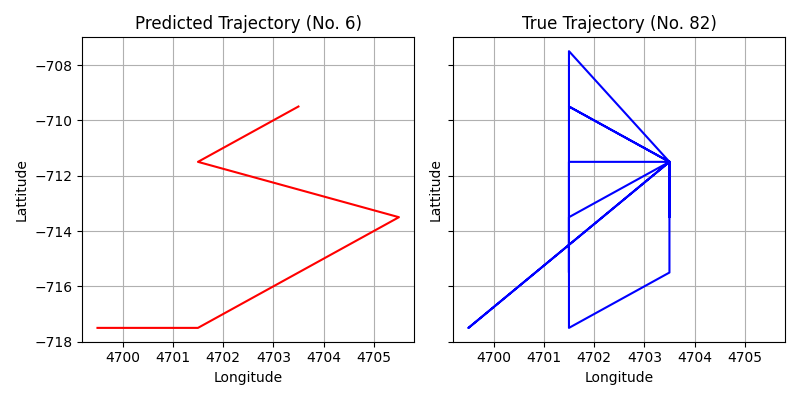 Predicted Trajectory (No. 6)
True Trajectory (No. 82)
Lattitude
−708
−710
−712
−714
−716
−718
4700 4701 4702 4703 4704 4705
Longitude
Lattitude
4700 4701 4702 4703 4704 4705
Longitude